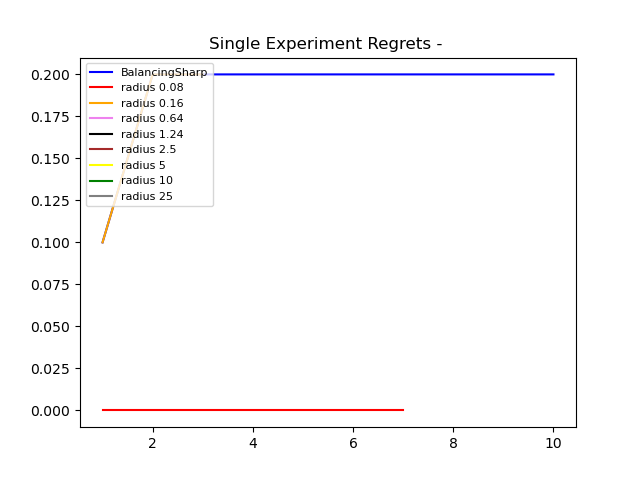 Single Experiment Regrets -
BalancingSharp
radius 0.08
radius 0.16
radius 0.64
radius 1.24
radius 2.5
radius 5
radius 10
radius 25
0.200
0.175
0.150
0.125
0.100
0.075
0.050
0.025
0.000
2 4 6 8 10